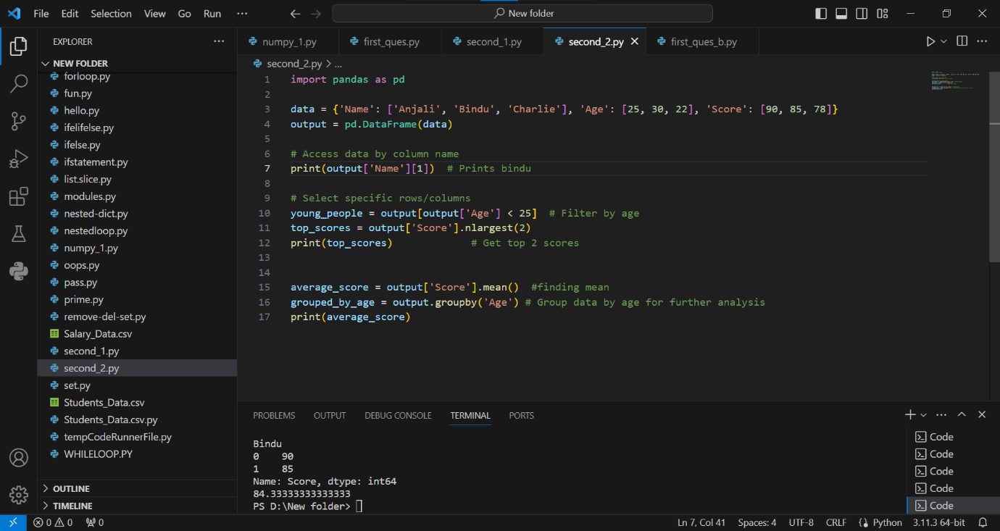 File Edit Selection View Go Run ··· New folder
EXPLORER ···
NEW FOLDER
forloop.py
fun.py
hello.py
ifelifelse.py
ifelse.py
ifstatement.py
list.slice.py
modules.py
nested-dict.py
nestedloop.py
numpy_1.py
oops.py
pass.py
prime.py
remove-del-set.py
Salary_Data.csv
second_1.py
second_2.py
set.py
Students_Data.csv
Students_Data.csv.py
tempCodeRunnerFile.py
WHILELOOP.PY
OUTLINE
TIMELINE
numpy_1.py first_ques.py second_1.py second_2.py first_ques_b.py
second_2.py > ...
1 import pandas as pd
2
3 data = {'Name': ['Anjali', 'Bindu', 'Charlie'], 'Age': [25, 30, 22], 'Score': [90, 85, 78]}
4 output = pd.DataFrame(data)
5
6 # Access data by column name
7 print(output['Name'][1])  # Prints bindu
8
9 # Select specific rows/columns
10 young_people = output[output['Age'] < 25]  # Filter by age
11 top_scores = output['Score'].nlargest(2)
12 print(top_scores)             # Get top 2 scores
13
14
15 average_score = output['Score'].mean()  #finding mean
16 grouped_by_age = output.groupby('Age') # Group data by age for further analysis
17 print(average_score)
PROBLEMS OUTPUT DEBUG CONSOLE TERMINAL PORTS
Bindu
0    90
1    85
Name: Score, dtype: int64
84.33333333333333
PS D:\New folder>
Code
Code
Code
Code
Code
0 0 0 Ln 7, Col 41 Spaces: 4 UTF-8 CRLF Python 3.11.3 64-bit